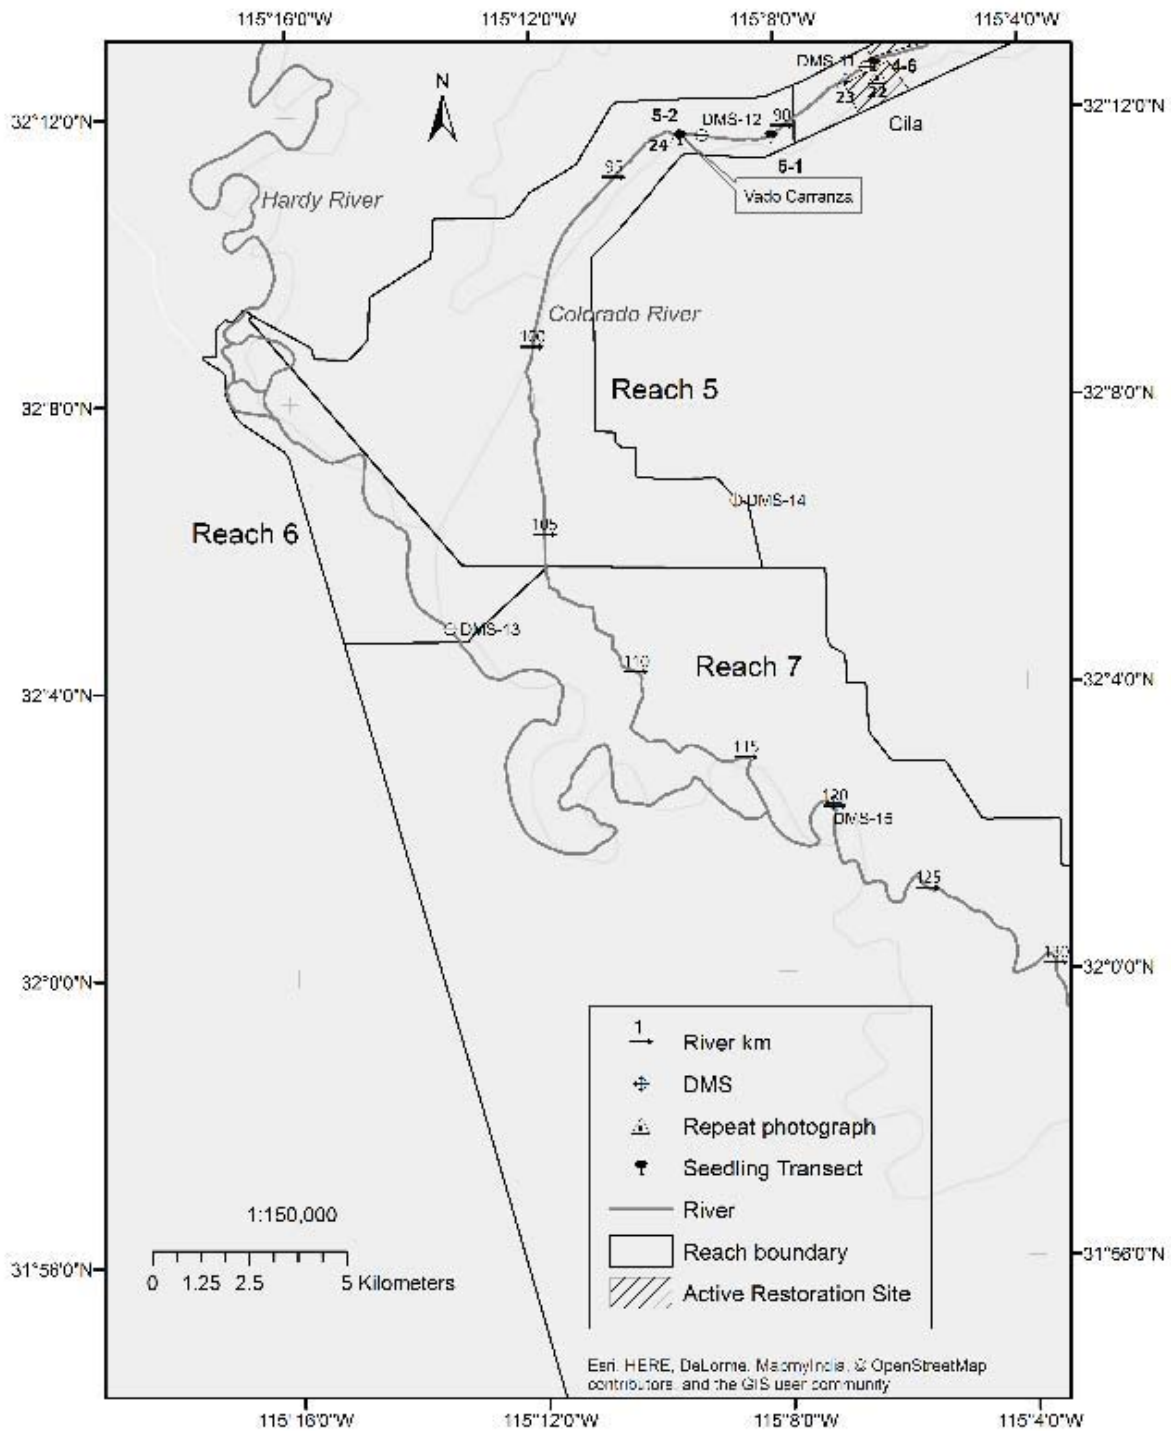 115°16'0"W 115°12'0"W 115°8'0"W 115°4'0"W
DMS-11 4-6
23 22
32°12'0"N 32°12'0"N
N
5-2 DMS-12 90
Cila
24 5-1
95
Vado Carranza
Hardy River
Colorado River
100
Reach 5
32°8'0"N 32°8'0"N
DMS-14
105
Reach 6
DMS-13
110
Reach 7
32°4'0"N 32°4'0"N
115
120
DMS-15
125
130
32°0'0"N 32°0'0"N
1
River km
DMS
Repeat photograph
Seedling Transect
River
Reach boundary
Active Restoration Site
1:150,000
0 1.25 2.5 5 Kilometers
31°56'0"N 31°56'0"N
Esri, HERE, DeLorme, MapmyIndia, © OpenStreetMap
contributors, and the GIS user community
115°16'0"W 115°12'0"W 115°8'0"W 115°4'0"W